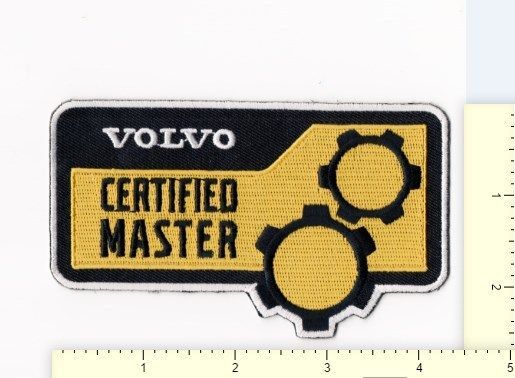 VOLVO
CERTIFIED
MASTER
1
2
1 2 3 4 5